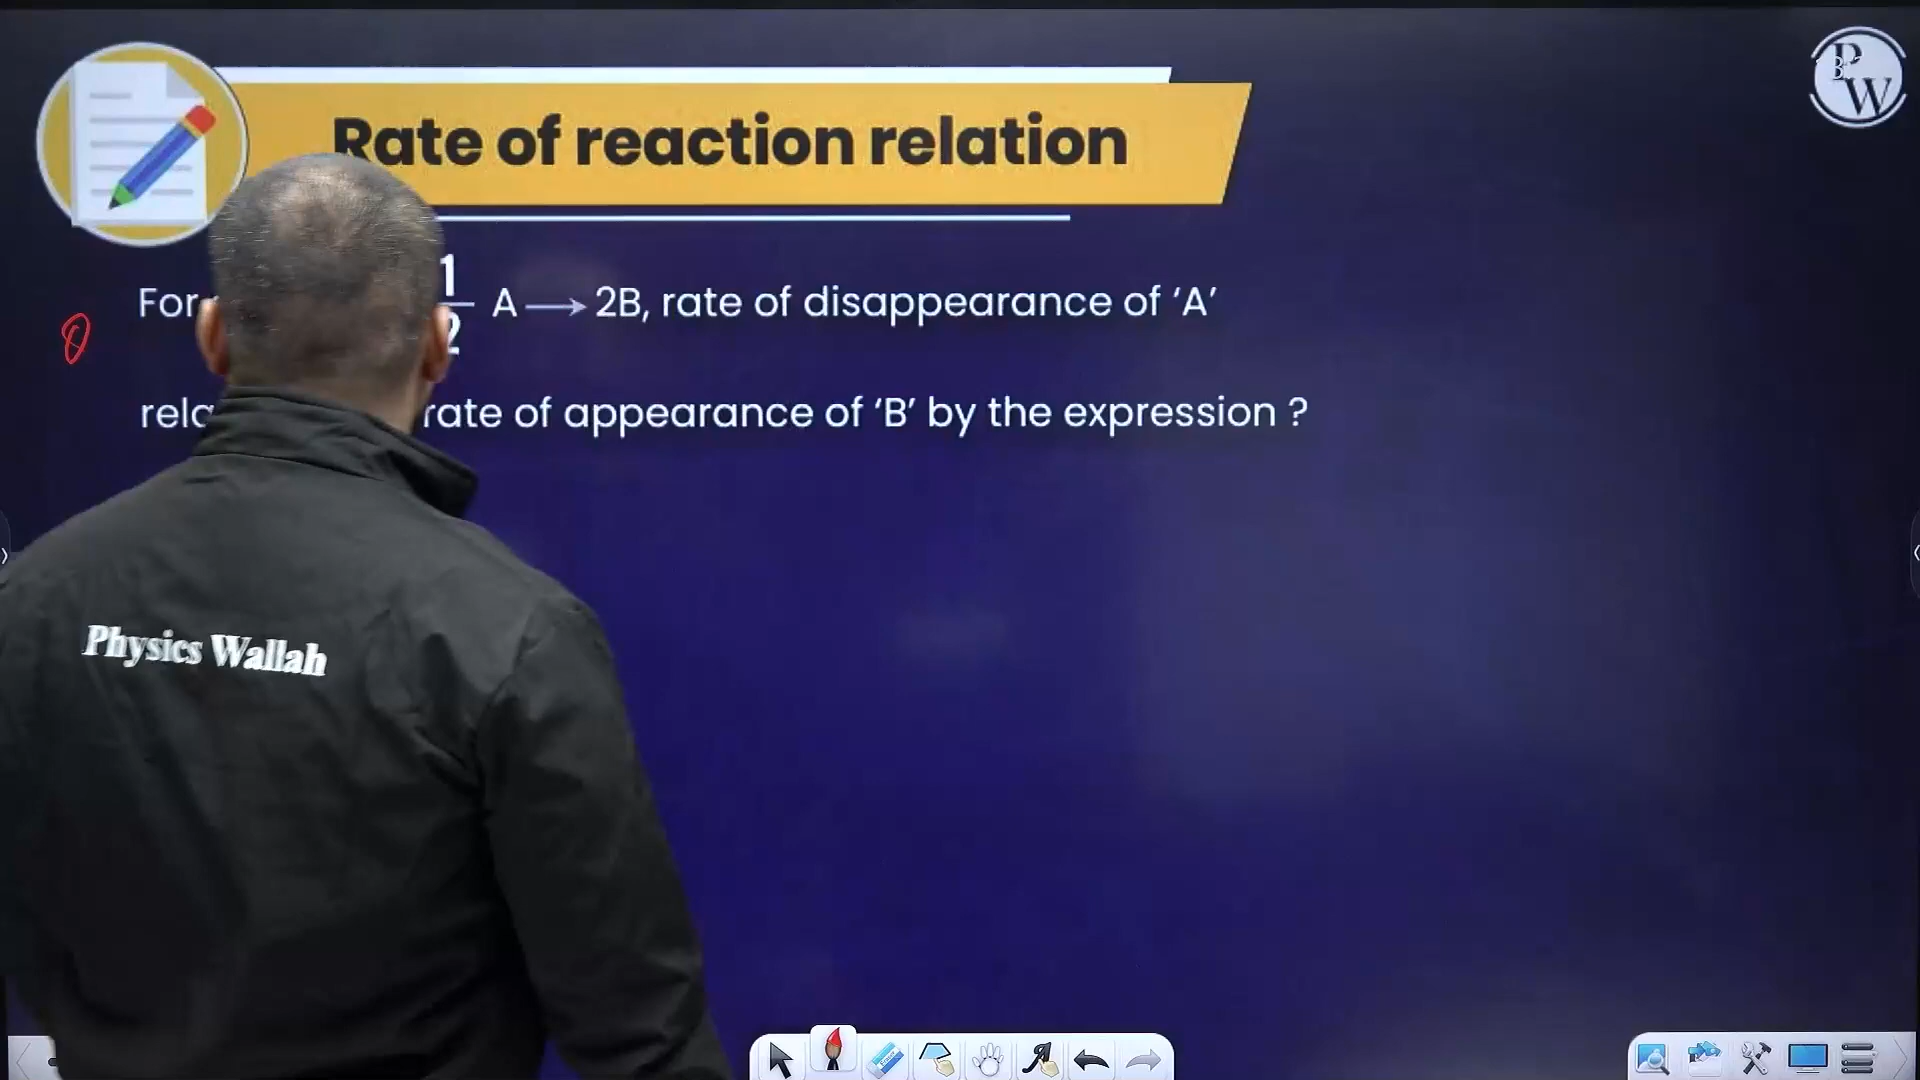 Rate of reaction relation
For 1/2 A ⟶ 2B, rate of disappearance of ‘A’
rate of appearance of ‘B’ by the expression ?
Physics Wallah
PW